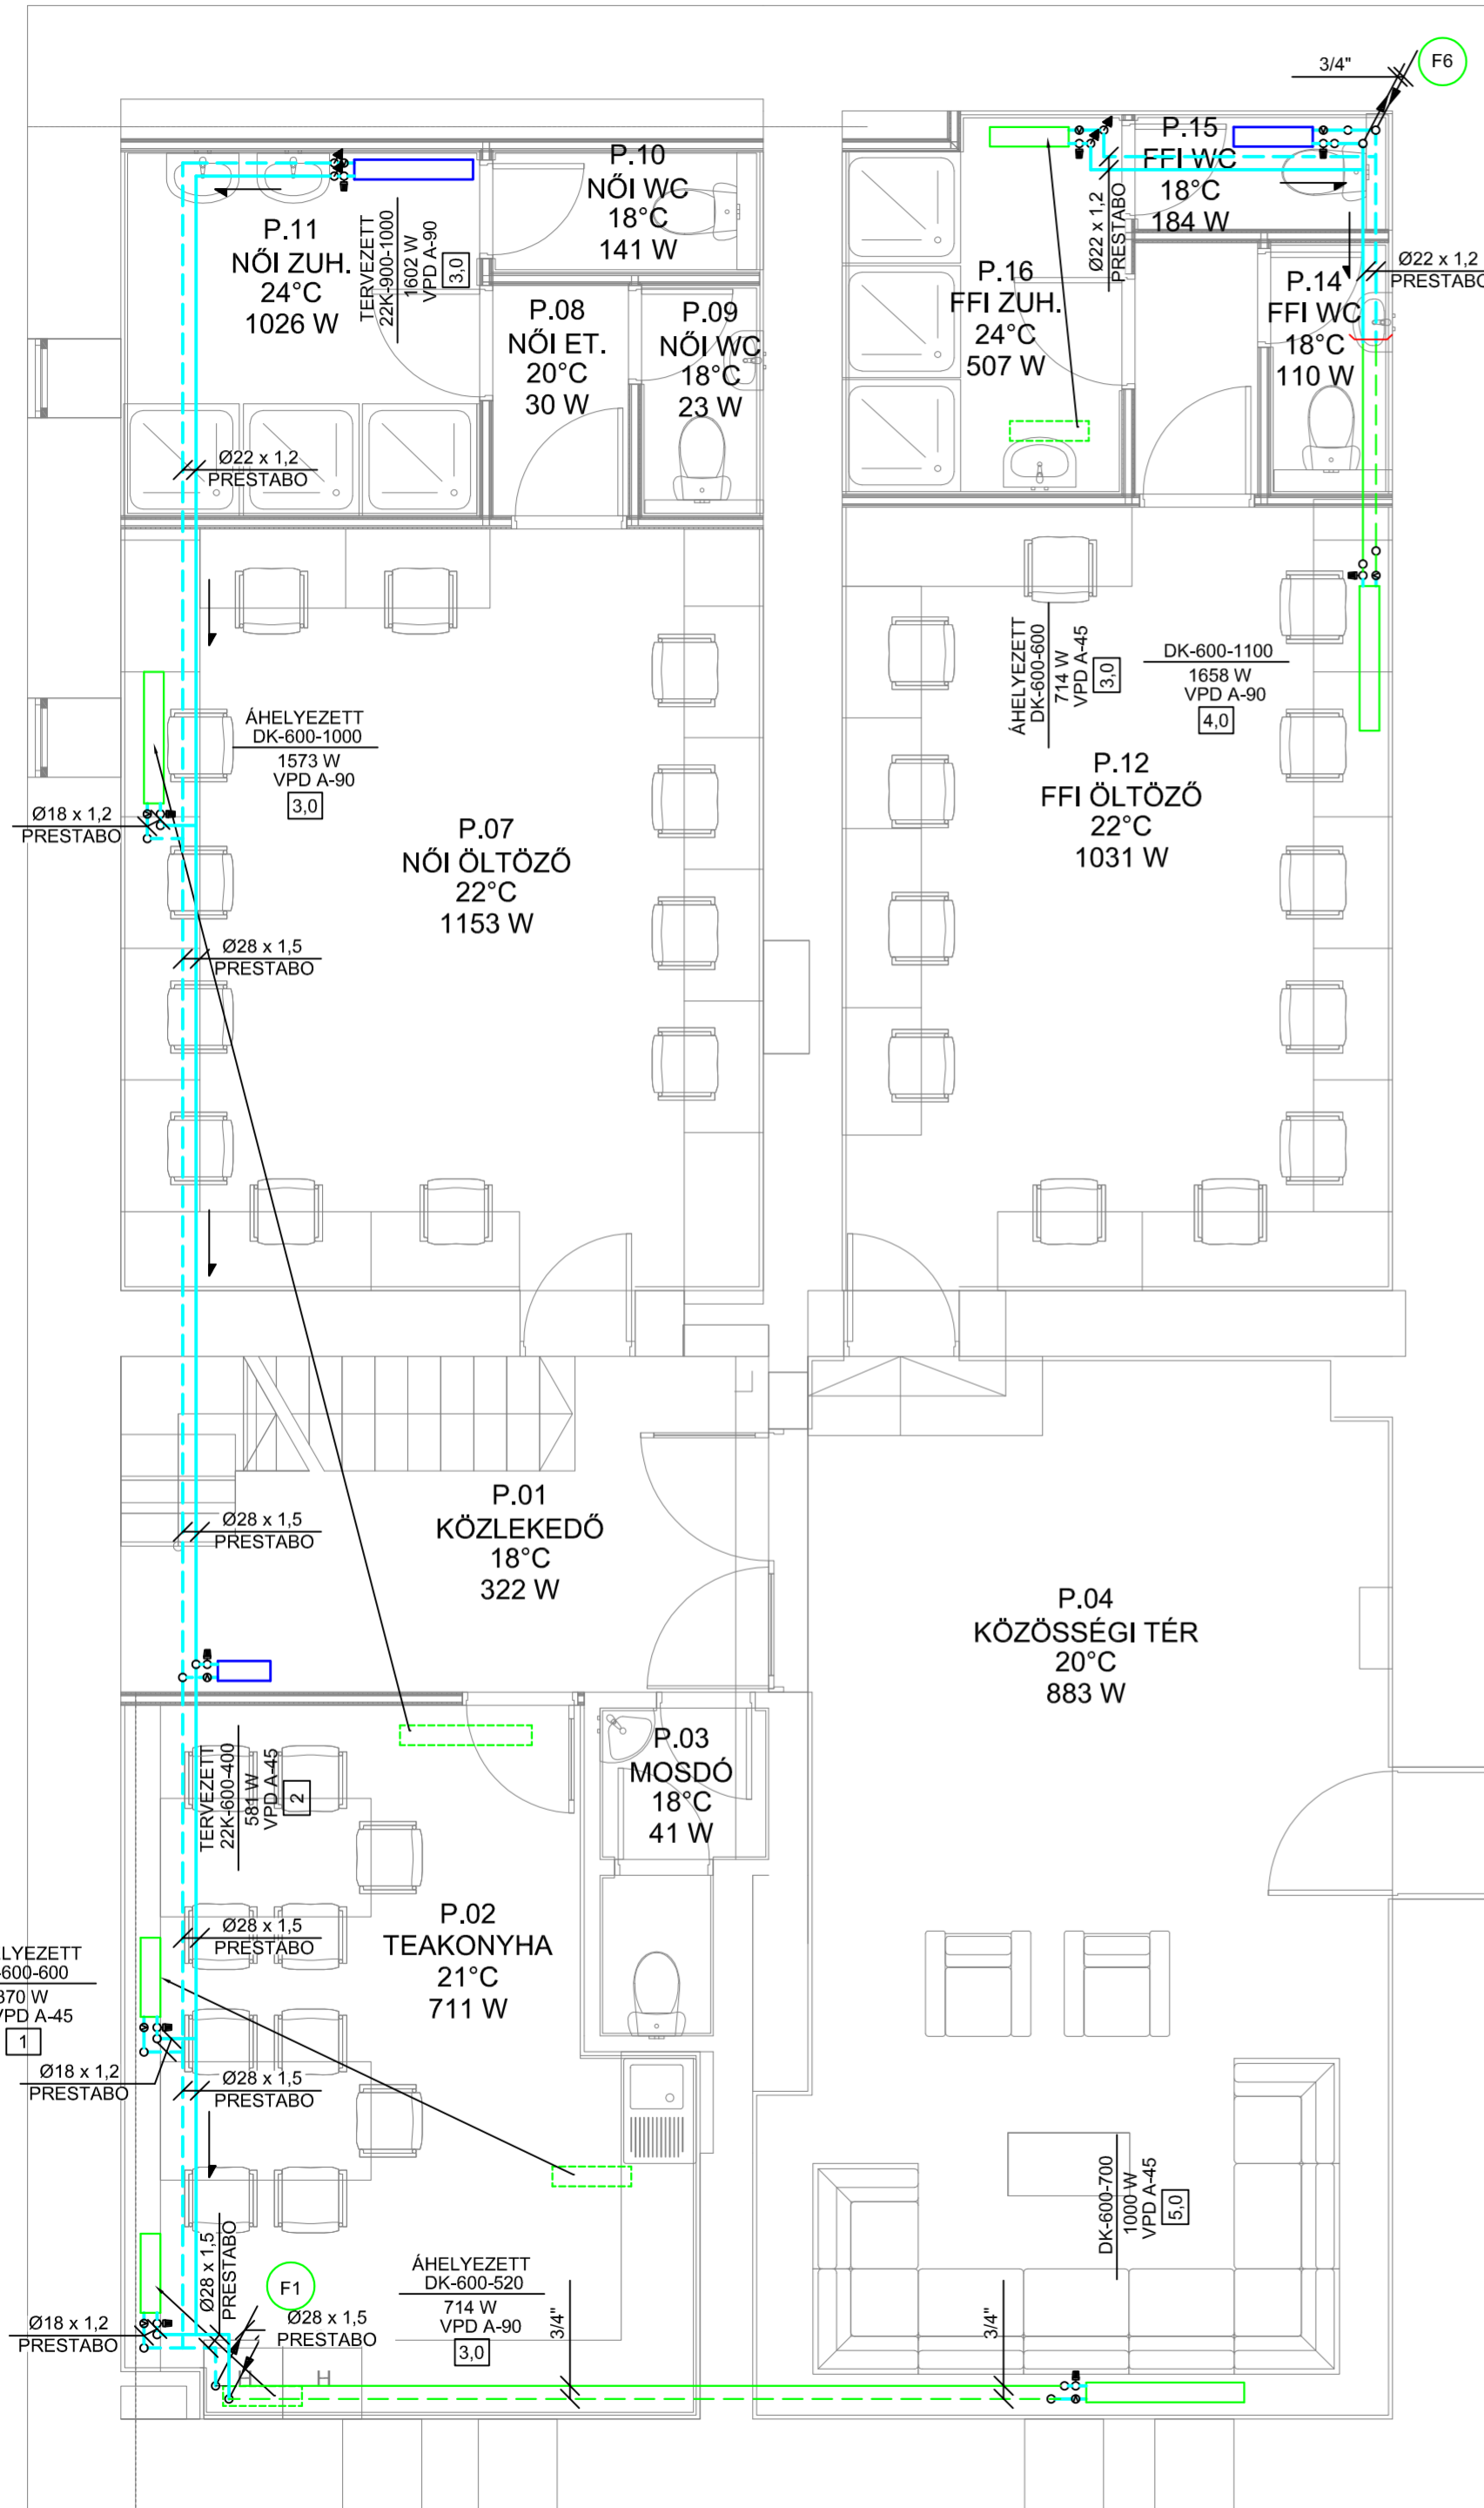 3/4"
F6
P.10
NŐI WC
18°C
141 W
P.15
FFI WC
18°C
184 W
P.11
NŐI ZUH.
24°C
1026 W
TERVEZETT
22K-900-1000
1602 W
VPD A-90
3,0
P.08
NŐI ET.
20°C
30 W
P.09
NŐI WC
18°C
23 W
P.16
FFI ZUH.
24°C
507 W
Ø22 x 1,2
PRESTABO
P.14
FFI WC
18°C
110 W
Ø22 x 1,2
PRESTABO
Ø22 x 1,2
PRESTABO
ÁHELYEZETT
DK-600-1000
1573 W
VPD A-90
3,0
ÁHELYEZETT
DK-600-600
714 W
VPD A-45
3,0
DK-600-1100
1658 W
VPD A-90
4,0
Ø18 x 1,2
PRESTABO
P.07
NŐI ÖLTÖZŐ
22°C
1153 W
P.12
FFI ÖLTÖZŐ
22°C
1031 W
Ø28 x 1,5
PRESTABO
P.01
KÖZLEKEDŐ
18°C
322 W
Ø28 x 1,5
PRESTABO
P.04
KÖZÖSSÉGI TÉR
20°C
883 W
TERVEZETT
22K-600-400
581 W
VPD A-45
2
P.03
MOSDÓ
18°C
41 W
P.02
TEAKONYHA
21°C
711 W
Ø28 x 1,5
PRESTABO
LYEZETT
600-600
370 W
VPD A-45
1
Ø18 x 1,2
PRESTABO
Ø28 x 1,5
PRESTABO
DK-600-700
1000 W
VPD A-45
5,0
Ø28 x 1,5
PRESTABO
F1
Ø28 x 1,5
PRESTABO
ÁHELYEZETT
DK-600-520
714 W
VPD A-90
3,0
3/4"
3/4"
Ø18 x 1,2
PRESTABO
H
H